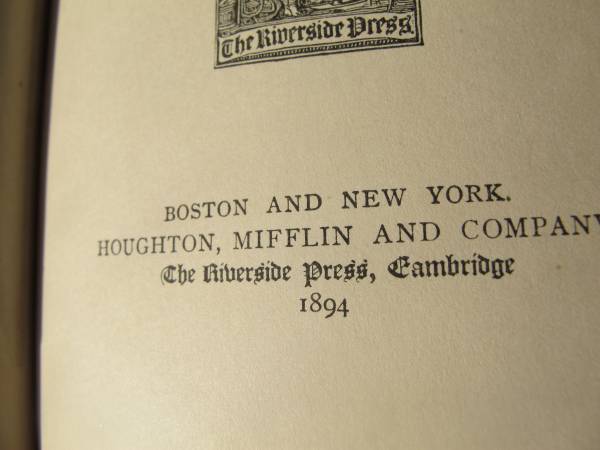 The Riverside Press.
BOSTON AND NEW YORK.
HOUGHTON, MIFFLIN AND COMPANY
The Riverside Press, Cambridge
1894